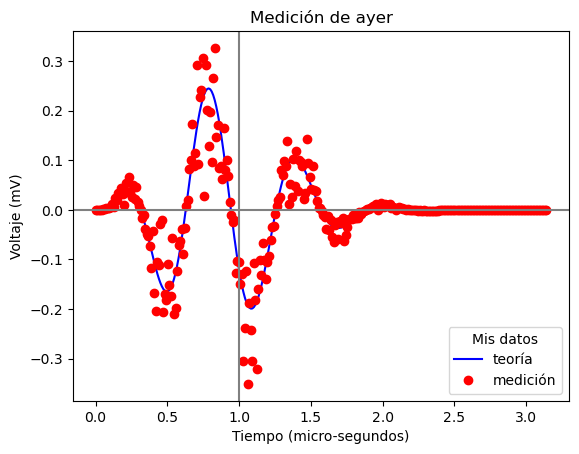 Medición de ayer
Voltaje (mV)
0.3
0.2
0.1
0.0
−0.1
−0.2
−0.3
0.0 0.5 1.0 1.5 2.0 2.5 3.0
Tiempo (micro-segundos)
Mis datos
teoría
medición